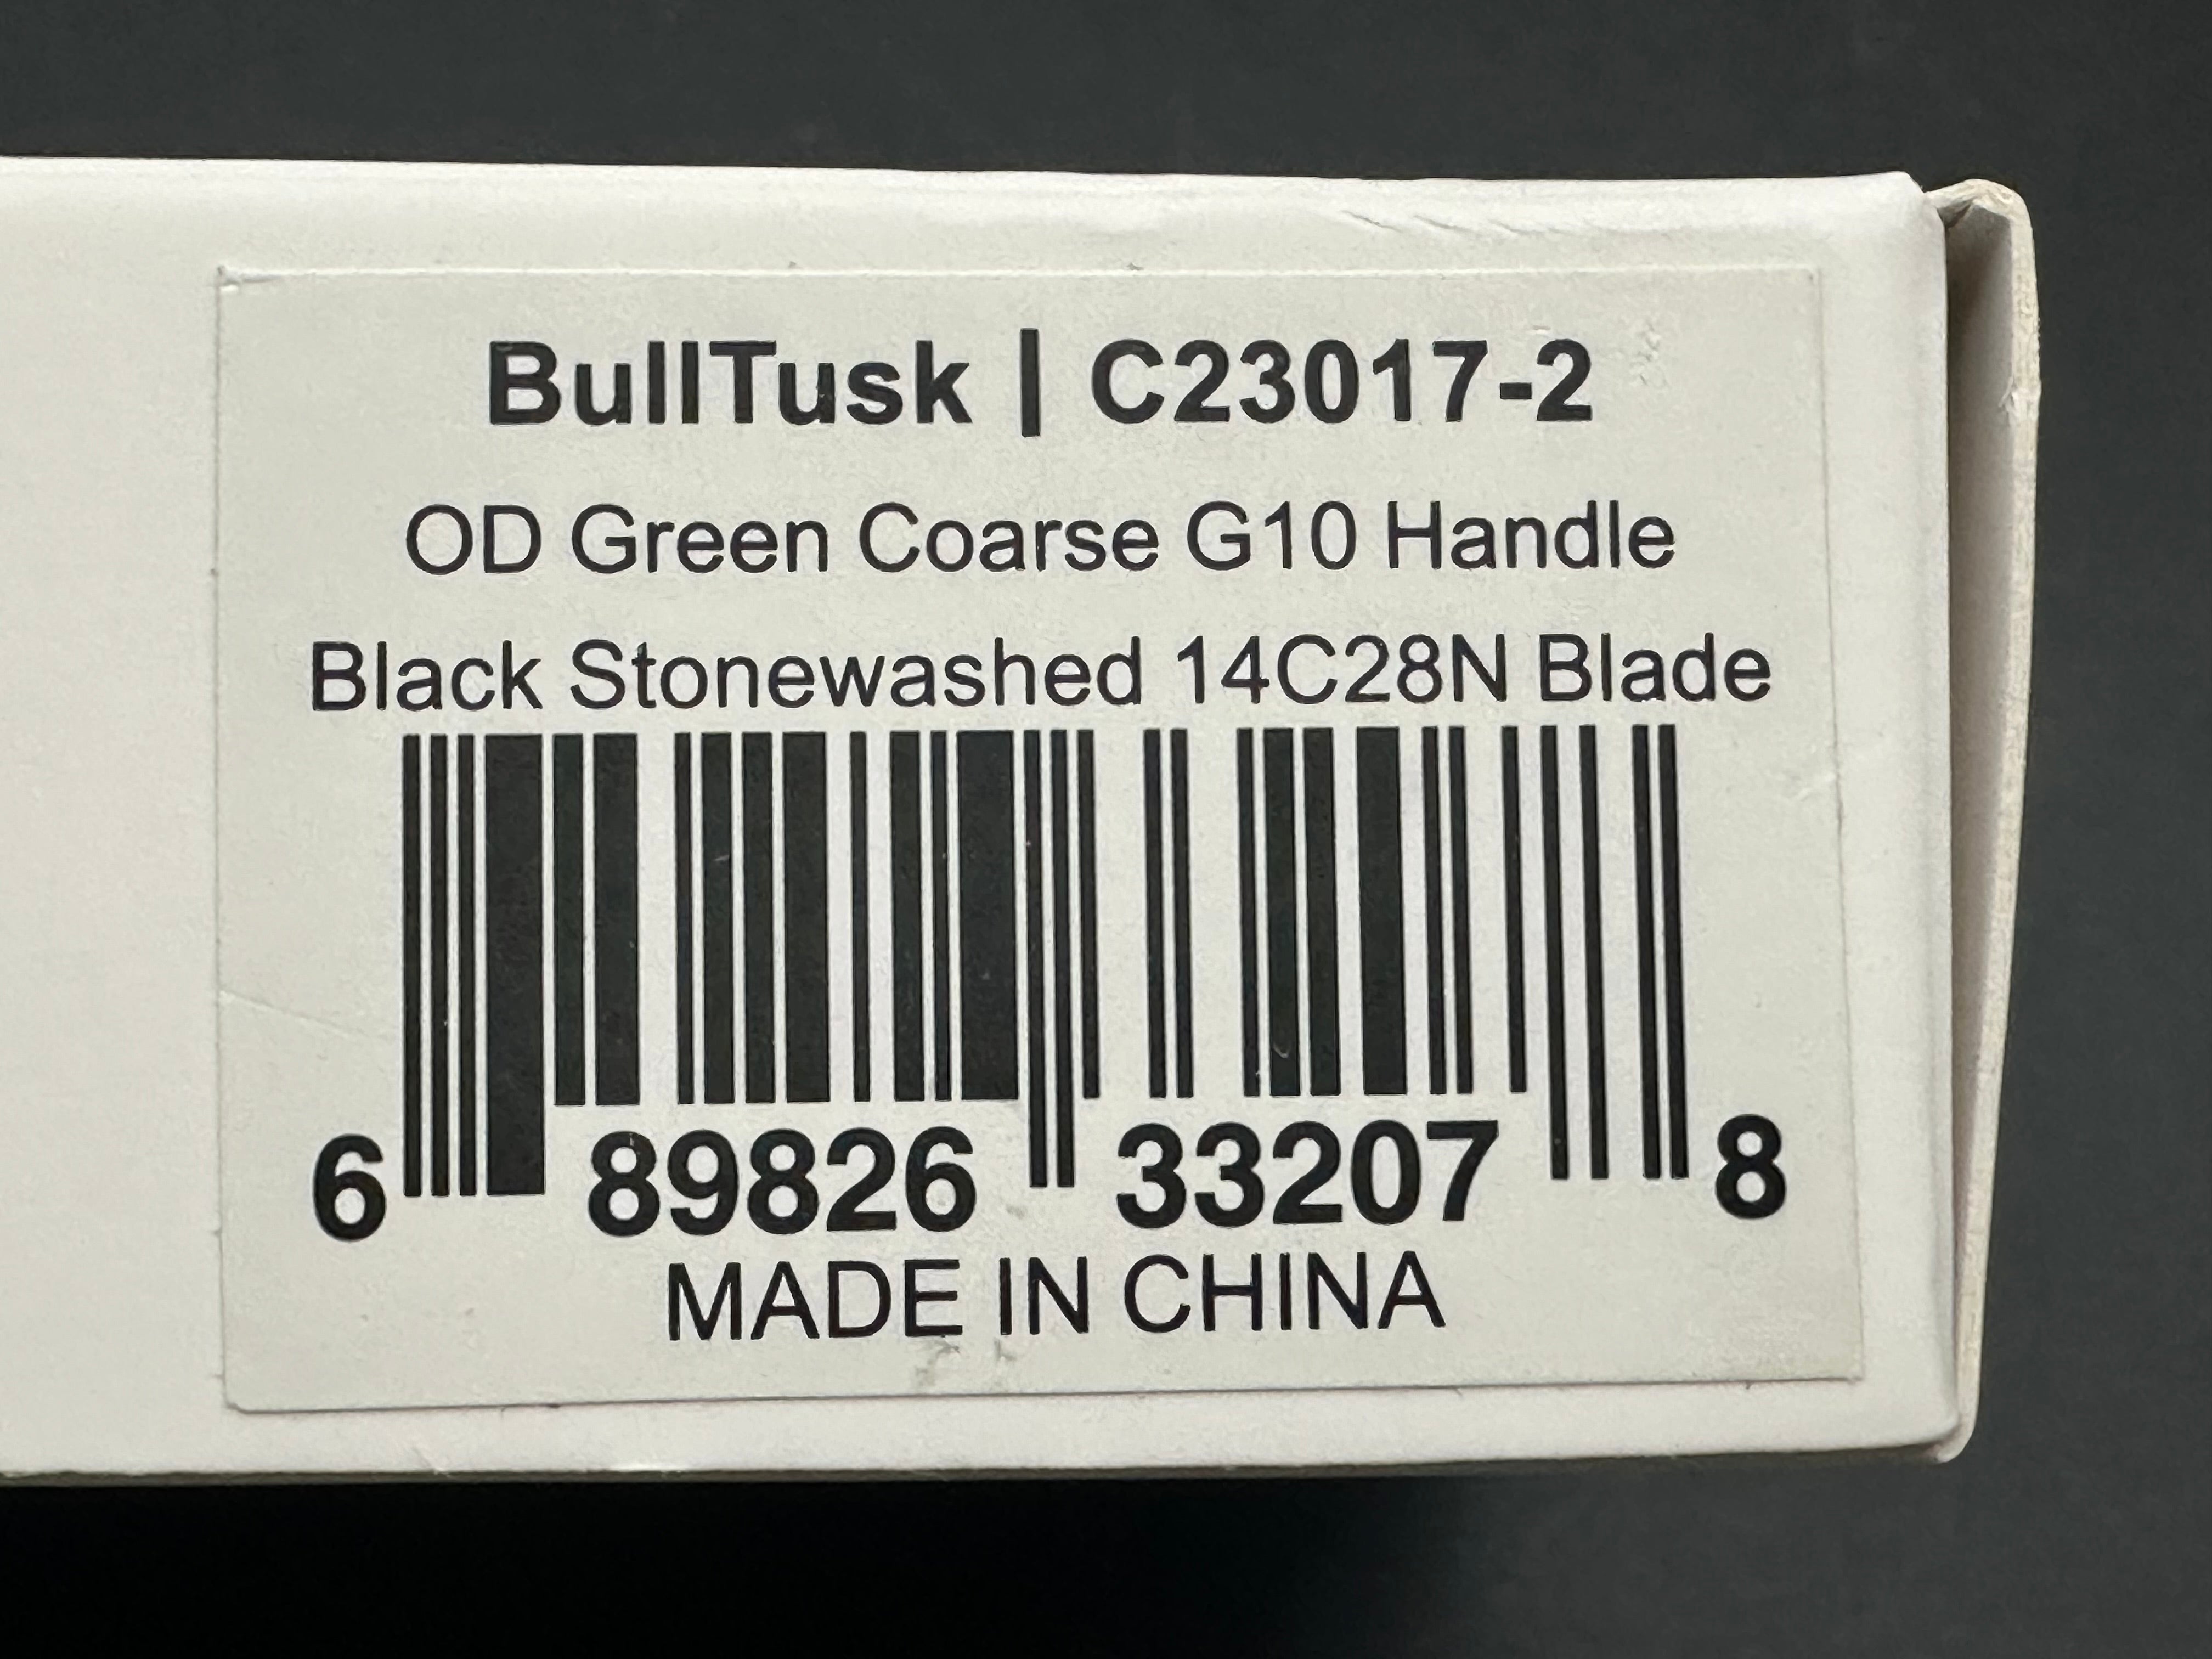 BullTusk | C23017-2
OD Green Coarse G10 Handle
Black Stonewashed 14C28N Blade
6 89826 33207 8
MADE IN CHINA